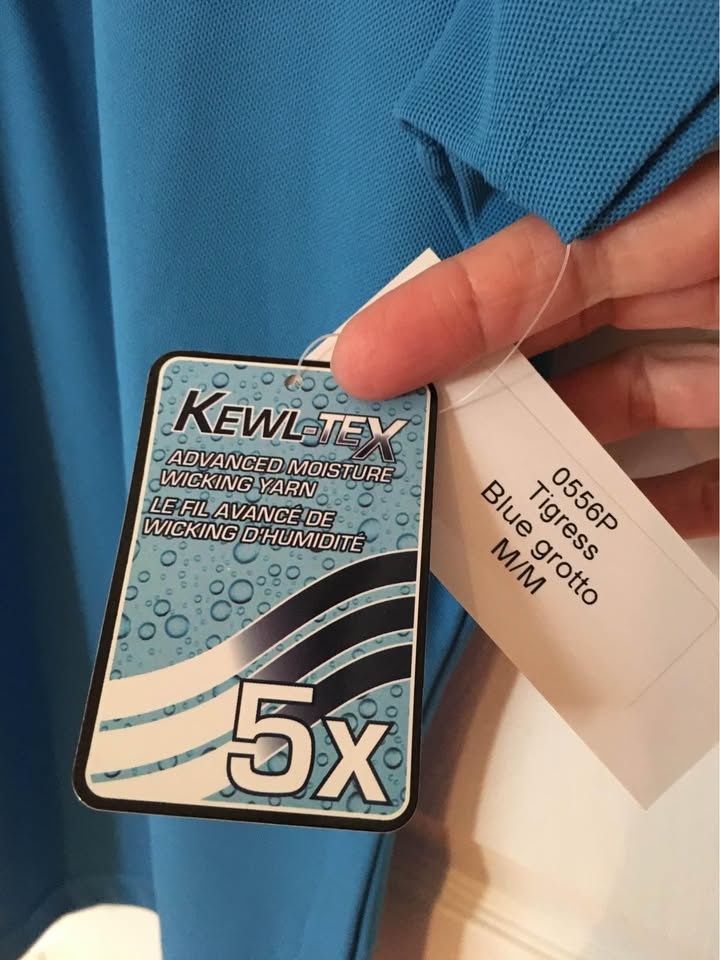 KEWL-TEX
ADVANCED MOISTURE
WICKING YARN
LE FIL AVANCÉ DE
WICKING D'HUMIDITÉ
5X
0556P
Tigress
Blue grotto
M/M